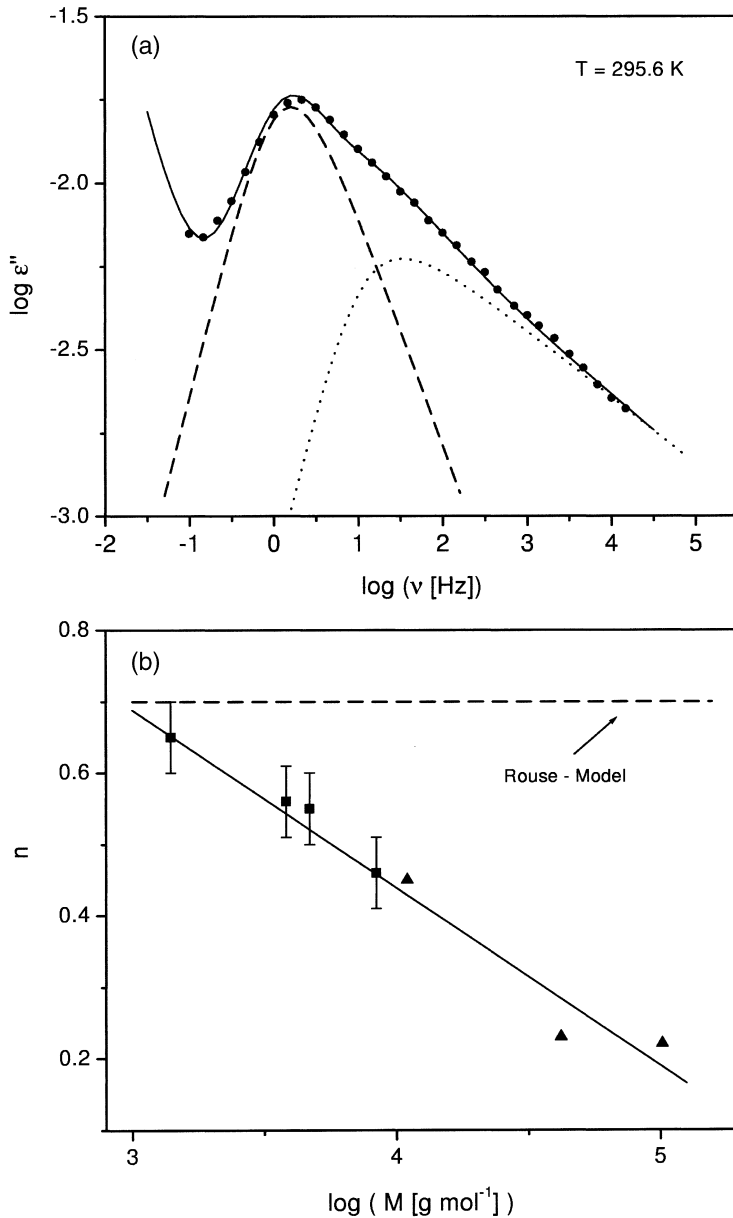 (a)
T = 295.6 K
-1.5
-2.0
-2.5
-3.0
log ε''
-2 -1 0 1 2 3 4 5
log (ν [Hz])
(b)
0.8
0.6
0.4
0.2
n
Rouse - Model
3 4 5
log ( M [g mol⁻¹] )